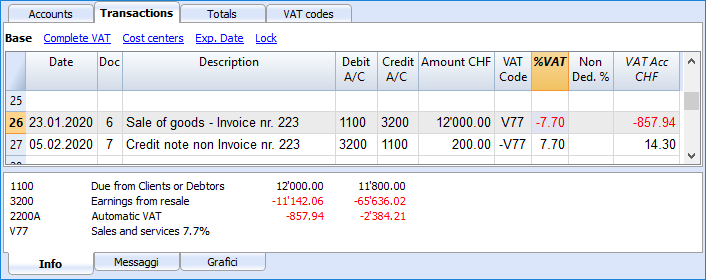 Accounts Transactions Totals VAT codes
Base Complete VAT Cost centers Exp. Date Lock
Date Doc Description Debit A/C Credit A/C Amount CHF VAT Code %VAT Non Ded. % VAT Acc CHF
25
26 23.01.2020 6 Sale of goods - Invoice nr. 223 1100 3200 12'000.00 V77 -7.70 -857.94
27 05.02.2020 7 Credit note non Invoice nr. 223 3200 1100 200.00 -V77 7.70 14.30
1100 Due from Clients or Debtors 12'000.00 11'800.00
3200 Earnings from resale -11'142.06 -65'636.02
2200A Automatic VAT -857.94 -2'384.21
V77 Sales and services 7.7%
Info Messaggi Grafici